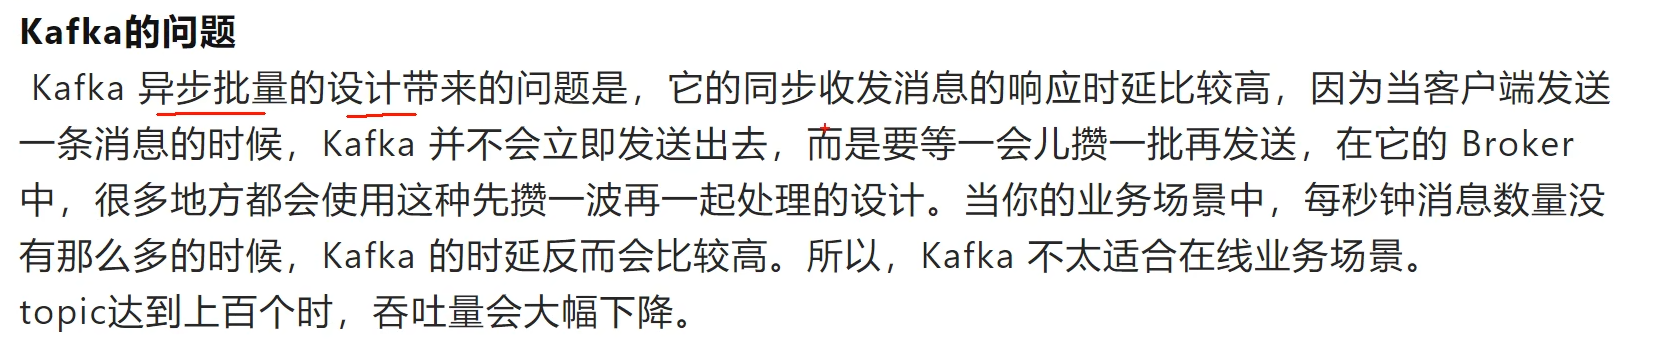 Kafka的问题
Kafka 异步批量的设计带来的问题是，它的同步收发消息的响应时延比较高，因为当客户端发送
一条消息的时候，Kafka 并不会立即发送出去，而是要等一会儿攒一批再发送，在它的 Broker
中，很多地方都会使用这种先攒一波再一起处理的设计。当你的业务场景中，每秒钟消息数量没
有那么多的时候，Kafka 的时延反而会比较高。所以，Kafka 不太适合在线业务场景。
topic达到上百个时，吞吐量会大幅下降。